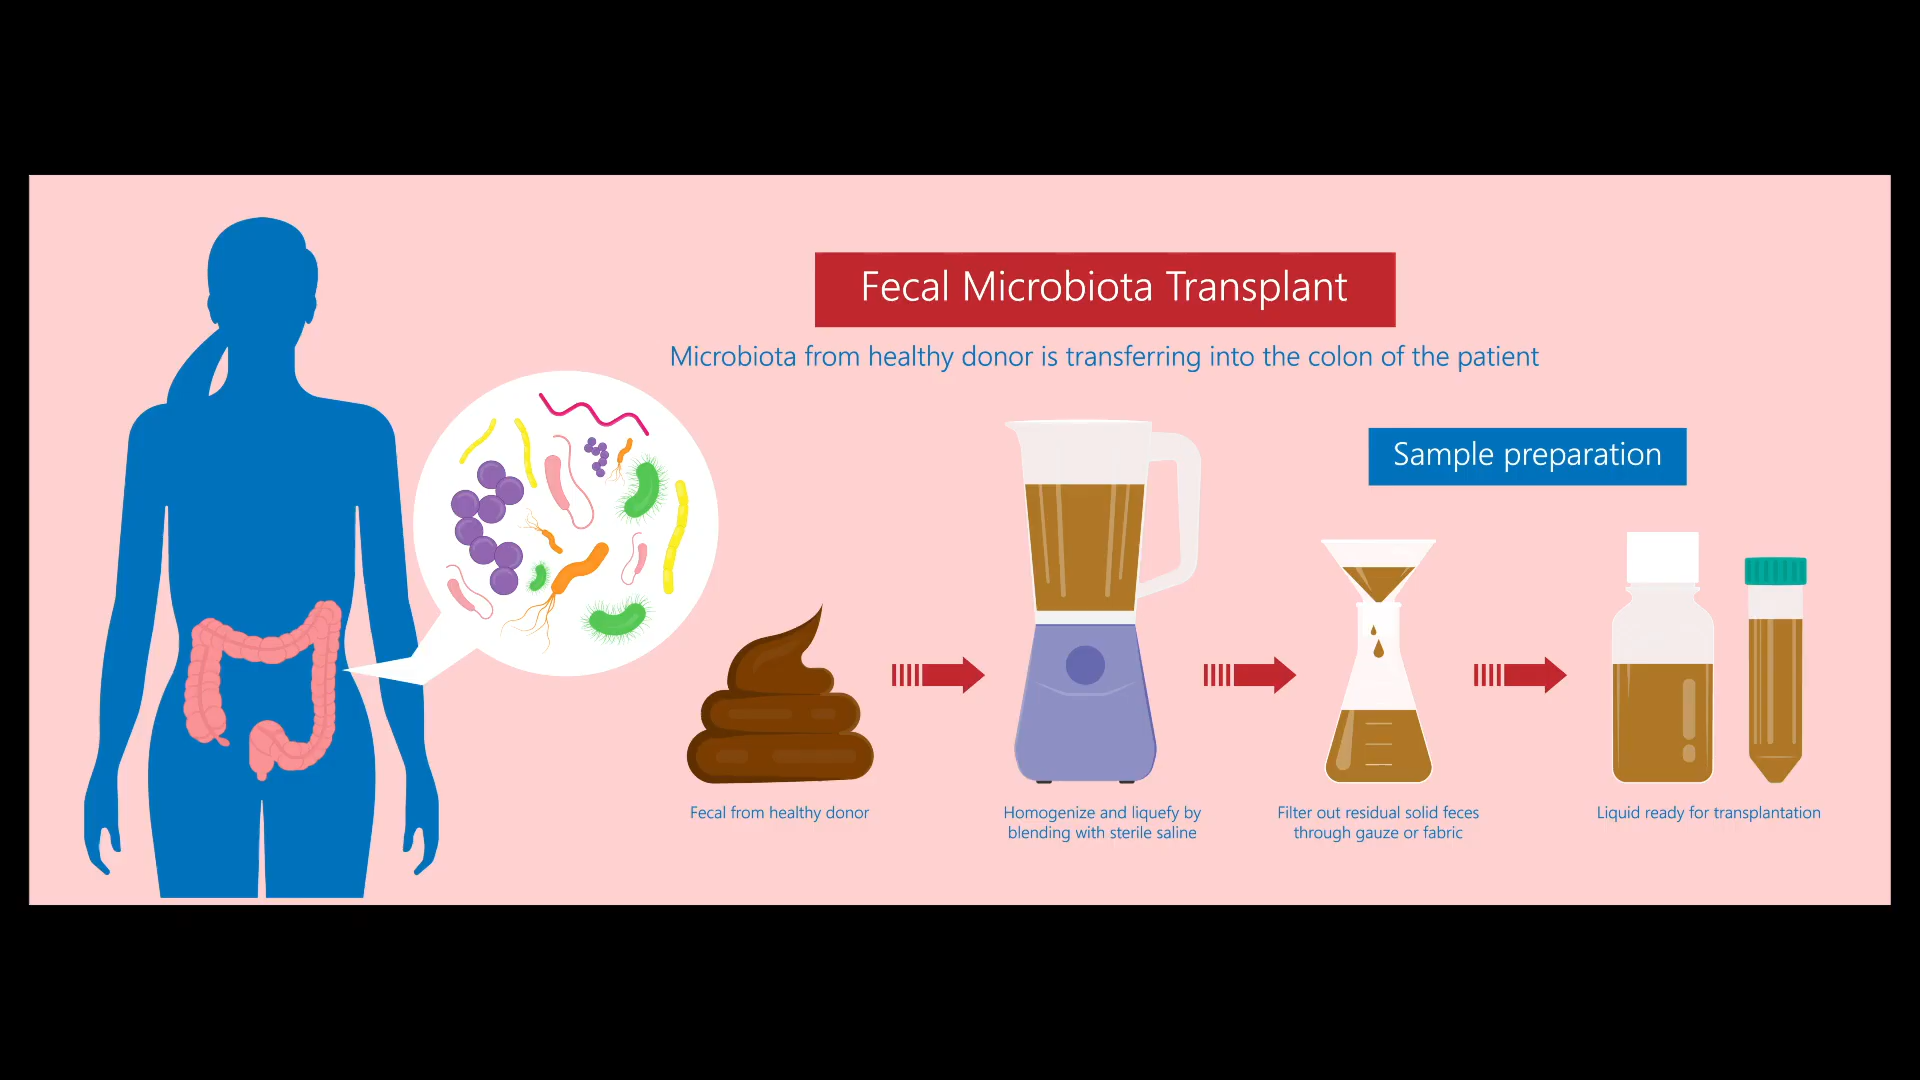 Fecal Microbiota Transplant
Microbiota from healthy donor is transferring into the colon of the patient
Sample preparation
Fecal from healthy donor
Homogenize and liquefy by
blending with sterile saline
Filter out residual solid feces
through gauze or fabric
Liquid ready for transplantation